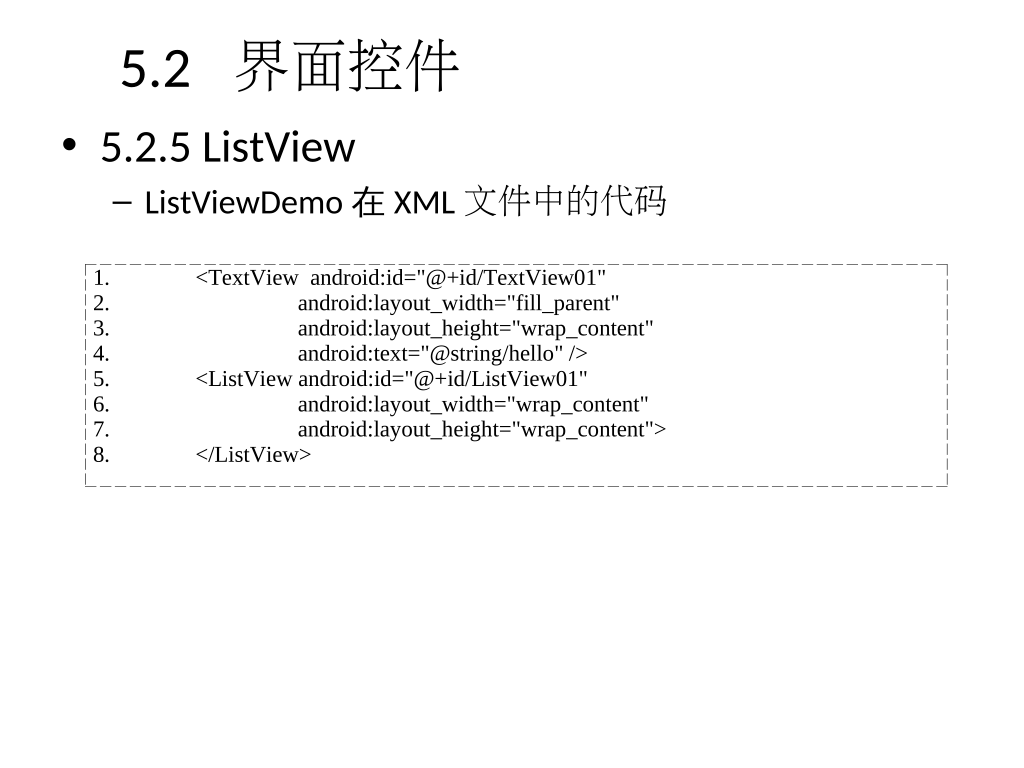 5.2 界面控件
• 5.2.5 ListView
– ListViewDemo 在 XML 文件中的代码
1. <TextView android:id="@+id/TextView01"
2. android:layout_width="fill_parent"
3. android:layout_height="wrap_content"
4. android:text="@string/hello" />
5. <ListView android:id="@+id/ListView01"
6. android:layout_width="wrap_content"
7. android:layout_height="wrap_content">
8. </ListView>